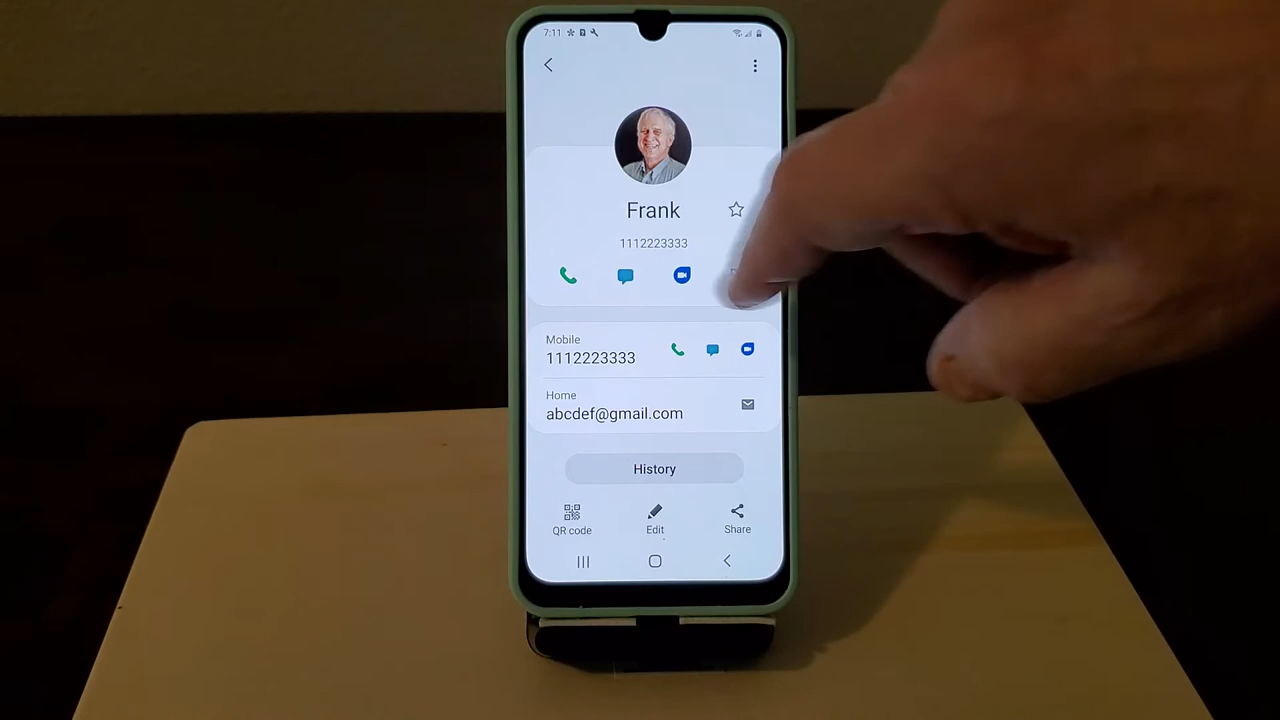 7:11
Frank
1112223333
Mobile
1112223333
Home
abcdef@gmail.com
History
QR code
Edit
Share